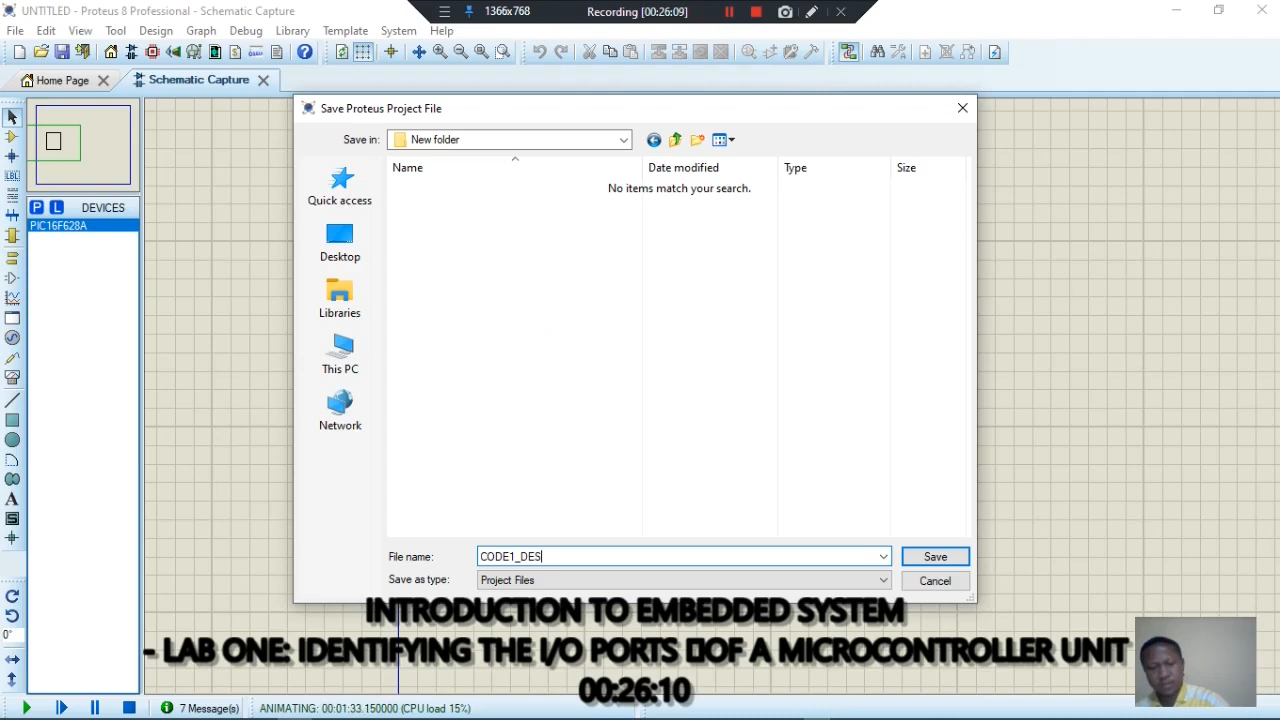 UNTITLED - Proteus 8 Professional - Schematic Capture
1366x768
Recording [00:26:09]
File Edit View Tool Design Graph Debug Library Template System Help
Home Page
Schematic Capture
Save Proteus Project File
Save in:
New folder
P L DEVICES
PIC16F628A
Name
Date modified
Type
Size
No items match your search.
Quick access
Desktop
Libraries
This PC
Network
File name:
CODE1_DES
Save
Save as type:
Project Files
Cancel
0°
INTRODUCTION TO EMBEDDED SYSTEM
- LAB ONE: IDENTIFYING THE I/O PORTS OF A MICROCONTROLLER UNIT
00:26:10
7 Message(s)
ANIMATING: 00:01:33.150000 (CPU load 15%)